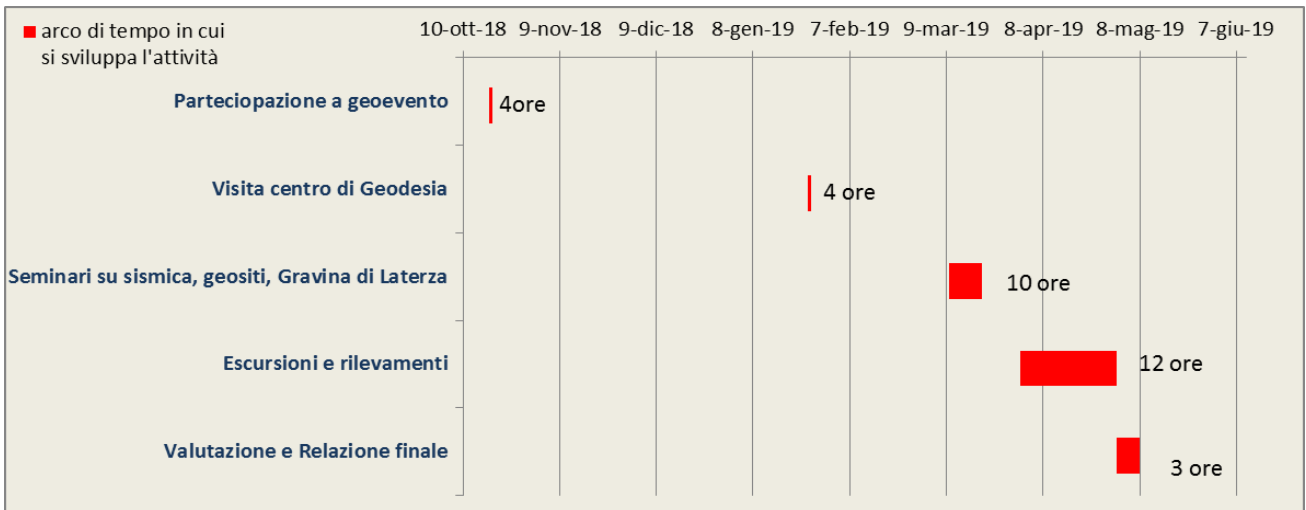 arco di tempo in cui
si sviluppa l'attività
10-ott-18 9-nov-18 9-dic-18 8-gen-19 7-feb-19 9-mar-19 8-apr-19 8-mag-19 7-giu-19
Parteciopazione a geoevento 4ore
Visita centro di Geodesia 4 ore
Seminari su sismica, geositi, Gravina di Laterza 10 ore
Escursioni e rilevamenti 12 ore
Valutazione e Relazione finale 3 ore